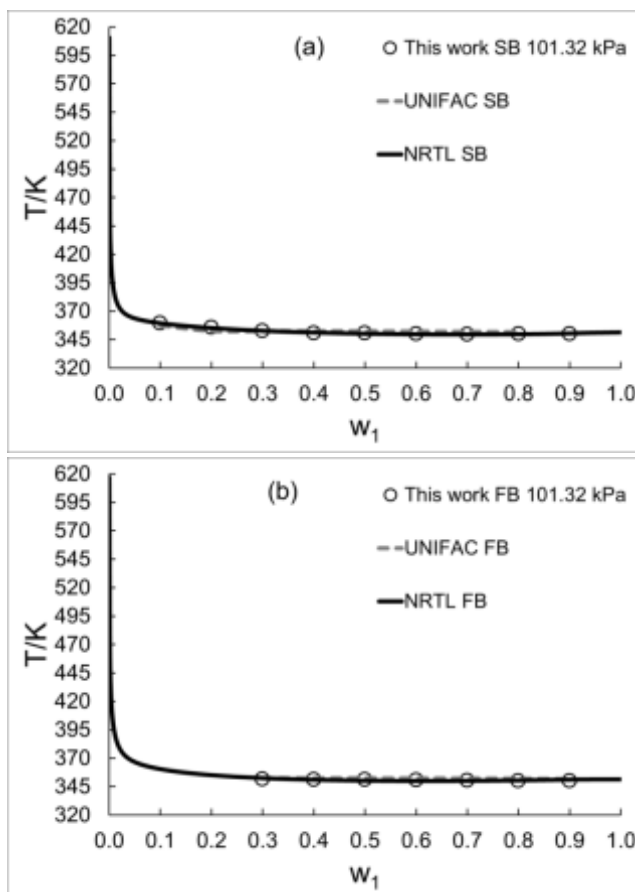 (a)
This work SB 101.32 kPa
UNIFAC SB
NRTL SB
T/K
620
595
570
545
520
495
470
445
420
395
370
345
320
0.0 0.1 0.2 0.3 0.4 0.5 0.6 0.7 0.8 0.9 1.0
w₁
(b)
This work FB 101.32 kPa
UNIFAC FB
NRTL FB
T/K
620
595
570
545
520
495
470
445
420
395
370
345
320
0.0 0.1 0.2 0.3 0.4 0.5 0.6 0.7 0.8 0.9 1.0
w₁